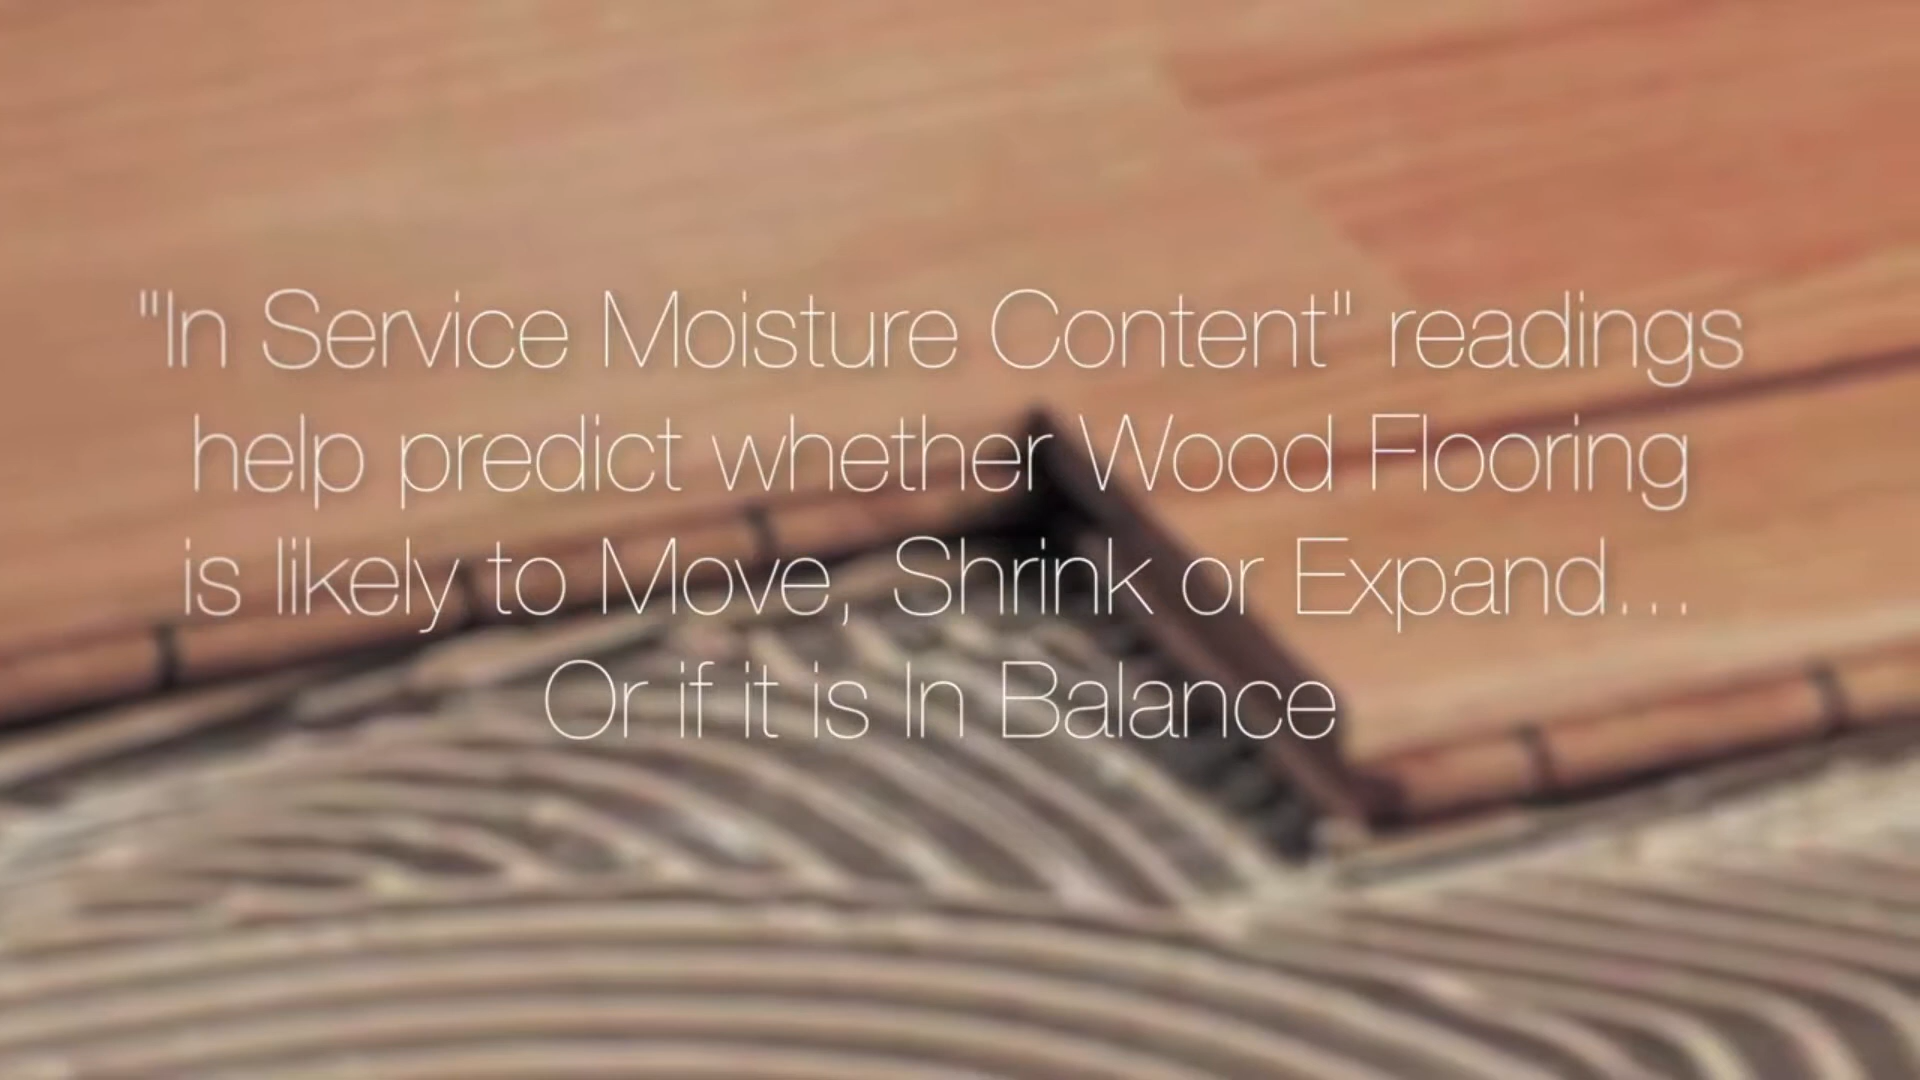 "In Service Moisture Content" readings
help predict whether Wood Flooring
is likely to Move, Shrink or Expand...
Or if it is In Balance